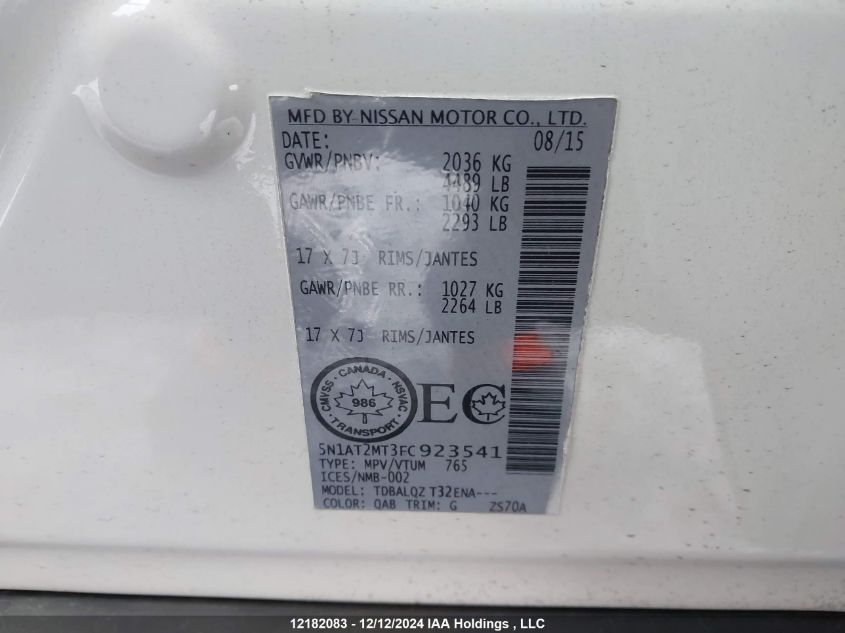 MFD BY NISSAN MOTOR CO., LTD.
DATE: 08/15
GVWR/PNBV: 2036 KG
4489 LB
GAWR/PNBE FR.: 1040 KG
2293 LB
17 X 7J RIMS/JANTES
GAWR/PNBE RR.: 1027 KG
2264 LB
17 X 7J RIMS/JANTES
CMVSS · CANADA · NSVAC
986
TRANSPORT
EC
5N1AT2MT3FC923541
TYPE: MPV/VTUM 765
ICES/NMB-002
MODEL: TDBALQZ T32ENA---
COLOR: QAB TRIM: G ZS70A
12182083 - 12/12/2024 IAA Holdings , LLC